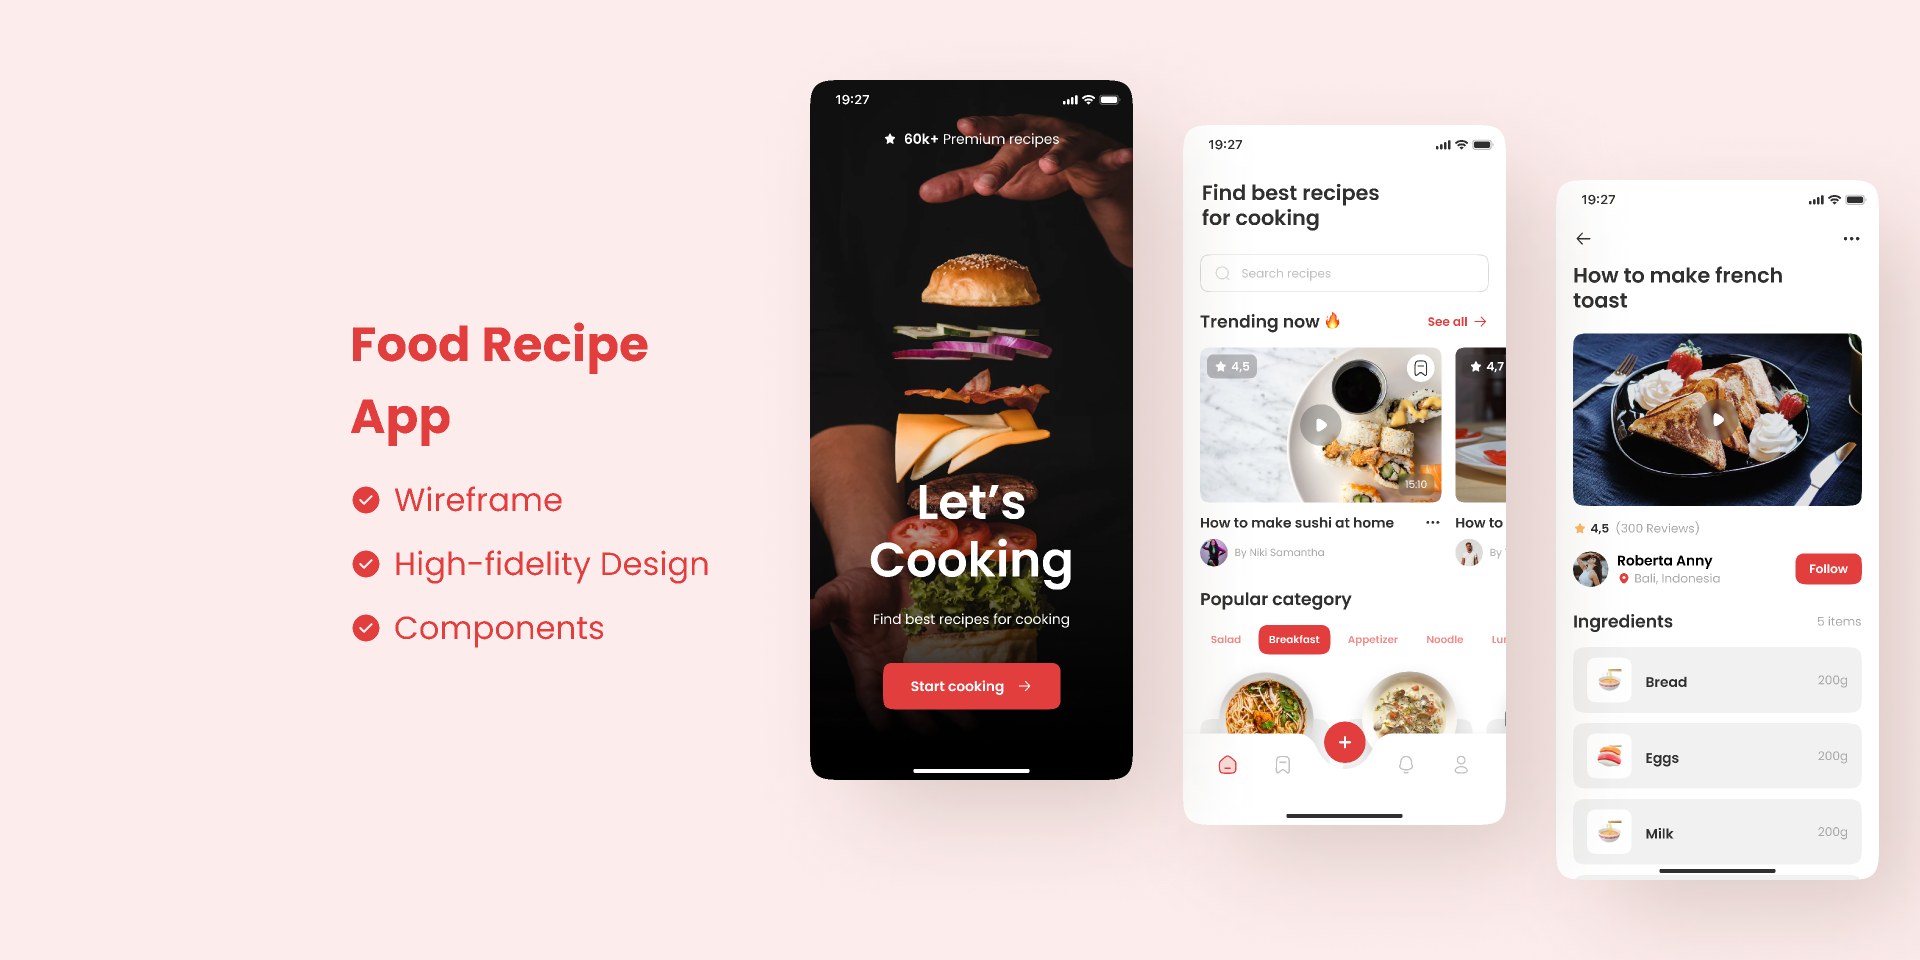 Food Recipe
App
Wireframe
High-fidelity Design
Components
19:27
60k+ Premium recipes
Let's
Cooking
Find best recipes for cooking
Start cooking
19:27
Find best recipes
for cooking
Search recipes
Trending now
See all
4,5
4,7
15:10
How to make sushi at home
How to
By Niki Samantha
By
Popular category
Salad
Breakfast
Appetizer
Noodle
Lun
19:27
How to make french
toast
4,5 (300 Reviews)
Roberta Anny
Bali, Indonesia
Follow
Ingredients
5 items
Bread
200g
Eggs
200g
Milk
200g